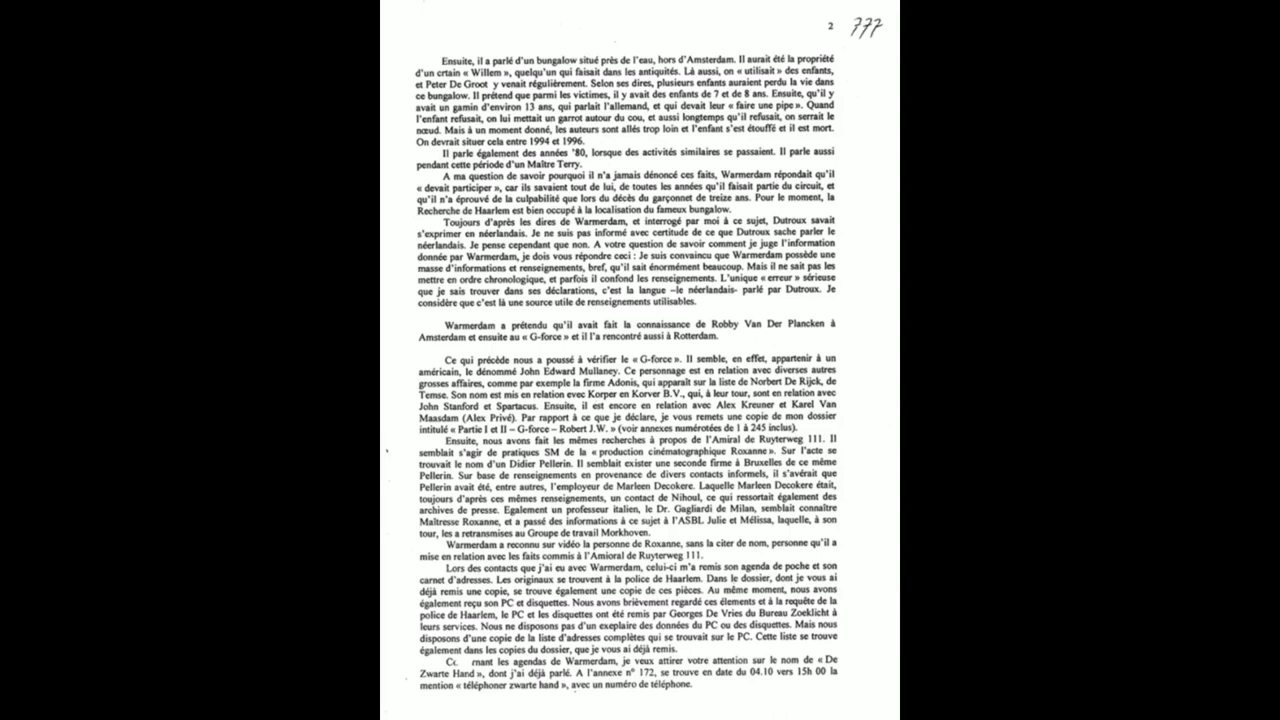 2 777
Ensuite, il a parlé d'un bungalow situé près de l'eau, hors d'Amsterdam. Il aurait été la propriété
d'un crtain « Willem », quelqu'un qui faisait dans les antiquités. Là aussi, on « utilisait » des enfants,
et Peter De Groot y venait régulièrement. Selon ses dires, plusieurs enfants auraient perdu la vie dans
ce bungalow. Il prétend que parmi les victimes, il y avait des enfants de 7 et de 8 ans. Ensuite, qu'il y
avait un gamin d'environ 13 ans, qui parlait l'allemand, et qui devait leur « faire une pipe ». Quand
l'enfant refusait, on lui mettait un garrot autour du cou, et aussi longtemps qu'il refusait, on serrait le
nœud. Mais à un moment donné, les auteurs sont allés trop loin et l'enfant s'est étouffé et il est mort.
On devrait situer cela entre 1994 et 1996.
Il parle également des années '80, lorsque des activités similaires se passaient. Il parle aussi
pendant cette période d'un Maître Terry.
A ma question de savoir pourquoi il n'a jamais dénoncé ces faits, Warmerdam répondait qu'il
« devait participer », car ils savaient tout de lui, de toutes les années qu'il faisait partie du circuit, et
qu'il n'a éprouvé de la culpabilité que lors du décès du garçonnet de treize ans. Pour le moment, la
Recherche de Haarlem est bien occupé à la localisation du fameux bungalow.
Toujours d'après les dires de Warmerdam, et interrogé par moi à ce sujet, Dutroux savait
s'exprimer en néerlandais. Je ne suis pas informé avec certitude de ce que Dutroux sache parler le
néerlandais. Je pense cependant que non. A votre question de savoir comment je juge l'information
donnée par Warmerdam, je dois vous répondre ceci : Je suis convaincu que Warmerdam possède une
masse d'informations et renseignements, bref, qu'il sait énormément beaucoup. Mais il ne sait pas les
mettre en ordre chronologique, et parfois il confond les renseignements. L'unique « erreur » sérieuse
que je sais trouver dans ses déclarations, c'est la langue –le néerlandais- parlé par Dutroux. Je
considère que c'est là une source utile de renseignements utilisables.
Warmerdam a prétendu qu'il avait fait la connaissance de Robby Van Der Plancken à
Amsterdam et ensuite au « G-force » et il l'a rencontré aussi à Rotterdam.
Ce qui précède nous a poussé à vérifier le « G-force ». Il semble, en effet, appartenir à un
américain, le dénommé John Edward Mullaney. Ce personnage est en relation avec diverses autres
grosses affaires, comme par exemple la firme Adonis, qui apparaît sur la liste de Norbert De Rijck, de
Temse. Son nom est mis en relation evec Korper en Korver B.V., qui, à leur tour, sont en relation avec
John Stanford et Spartacus. Ensuite, il est encore en relation avec Alex Kreuner et Karel Van
Maasdam (Alex Privé). Par rapport à ce que je déclare, je vous remets une copie de mon dossier
intitulé « Partie I et II – G-force – Robert J.W. » (voir annexes numérotées de 1 à 245 inclus).
Ensuite, nous avons fait les mêmes recherches à propos de l'Amiral de Ruyterweg 111. Il
semblait s'agir de pratiques SM de la « production cinématographique Roxanne ». Sur l'acte se
trouvait le nom d'un Didier Pellerin. Il semblait exister une seconde firme à Bruxelles de ce même
Pellerin. Sur base de renseignements en provenance de divers contacts informels, il s'avérait que
Pellerin avait été, entre autres, l'employeur de Marleen Decokere. Laquelle Marleen Decokere était,
toujours d'après ces mêmes renseignements, un contact de Nihoul, ce qui ressortait également des
archives de presse. Egalement un professeur italien, le Dr. Gagliardi de Milan, semblait connaître
Maîtresse Roxanne, et a passé des informations à ce sujet à l'ASBL Julie et Mélissa, laquelle, à son
tour, les a retransmises au Groupe de travail Morkhoven.
Warmerdam a reconnu sur vidéo la personne de Roxanne, sans la citer de nom, personne qu'il a
mise en relation avec les faits commis à l'Amioral de Ruyterweg 111.
Lors des contacts que j'ai eu avec Warmerdam, celui-ci m'a remis son agenda de poche et son
carnet d'adresses. Les originaux se trouvent à la police de Haarlem. Dans le dossier, dont je vous ai
déjà remis une copie, se trouve également une copie de ces pièces. Au même moment, nous avons
également reçu son PC et disquettes. Nous avons brièvement regardé ces élements et à la requête de la
police de Haarlem, le PC et les disquettes ont été remis par Georges De Vries du Bureau Zoeklicht à
leurs services. Nous ne disposons pas d'un exeplaire des données du PC ou des disquettes. Mais nous
disposons d'une copie de la liste d'adresses complètes qui se trouvait sur le PC. Cette liste se trouve
également dans les copies du dossier, que je vous ai déjà remis.
rnant les agendas de Warmerdam, je veux attirer votre attention sur le nom de « De
Zwarte Hand », dont j'ai déjà parlé. A l'annexe n° 172, se trouve en date du 04.10 vers 15h 00 la
mention « téléphoner zwarte hand », avec un numéro de téléphone.